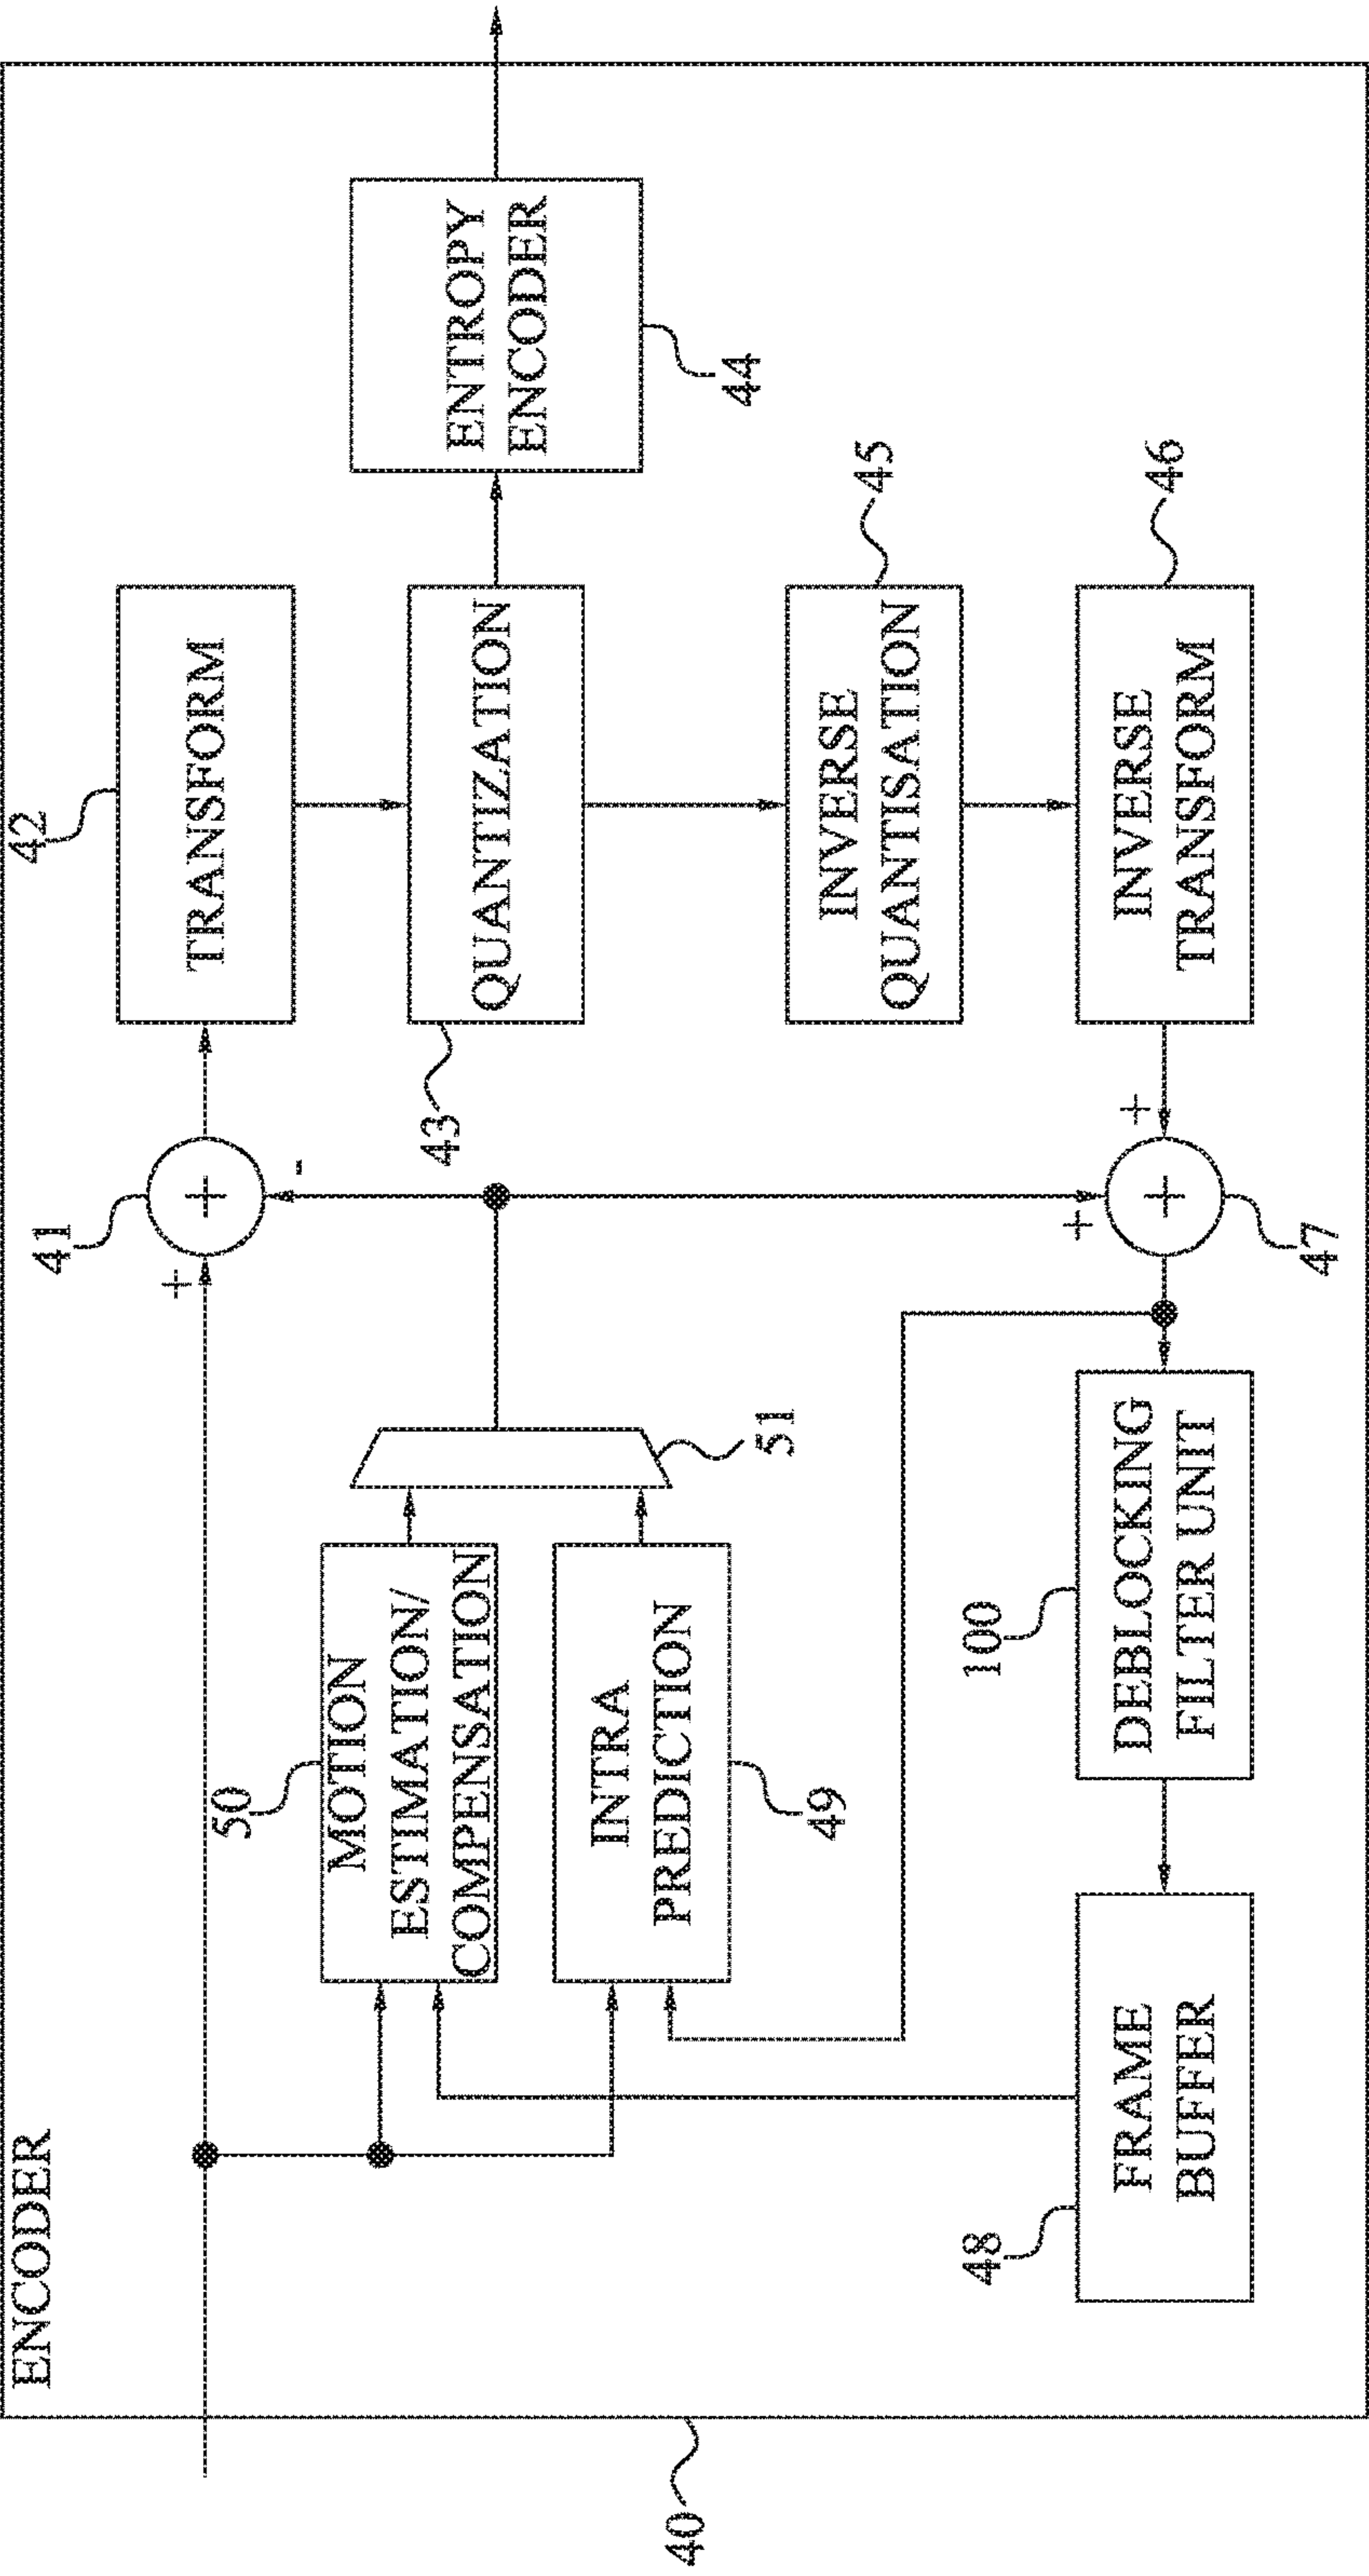 ENCODER
40
41
+
+
-
42
TRANSFORM
43
QUANTIZATION
ENTROPY
ENCODER
44
50
MOTION
ESTIMATION/
COMPENSATION
INTRA
PREDICTION
49
51
INVERSE
QUANTISATION
45
INVERSE
TRANSFORM
46
+
+
+
47
100
DEBLOCKING
FILTER UNIT
48
FRAME
BUFFER